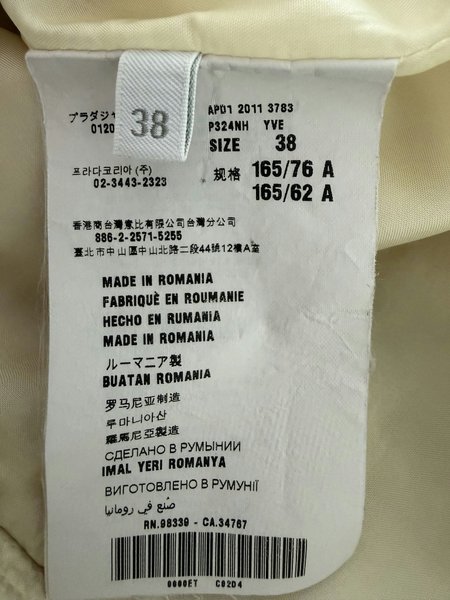 38
プラダジャ
0120
AP01 2011 3783
P324NH YVE
SIZE 38
프라다코리아 (주)
02-3443-2323
规格 165/76 A
165/62 A
香港商台灣意比有限公司台灣分公司
886-2-2571-5255
臺北市中山區中山北路二段44號12樓A室
MADE IN ROMANIA
FABRIQUÈ EN ROUMANIE
HECHO EN RUMANIA
MADE IN ROMANIA
ルーマニア製
BUATAN ROMANIA
罗马尼亚制造
루마니아산
羅馬尼亞製造
СДЕЛАНО В РУМЫНИИ
IMAL YERI ROMANYA
ВИГОТОВЛЕНО В РУМУНІЇ
صُنع في رومانيا
RN.98339 - CA.34767
0000ET C02D4